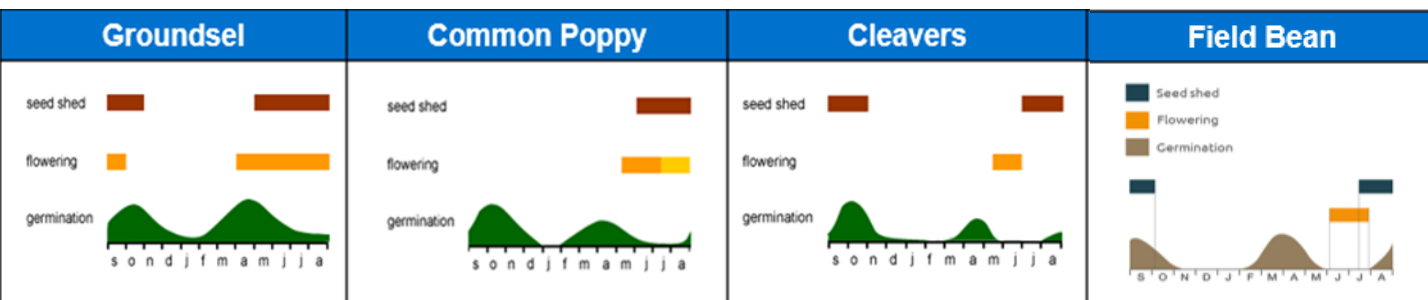 Groundsel
seed shed
flowering
germination
s o n d j f m a m j j a
Common Poppy
seed shed
flowering
germination
s o n d j f m a m j j a
Cleavers
seed shed
flowering
germination
s o n d j f m a m j j a
Field Bean
Seed shed
Flowering
Germination
S O N D J F M A M J J A